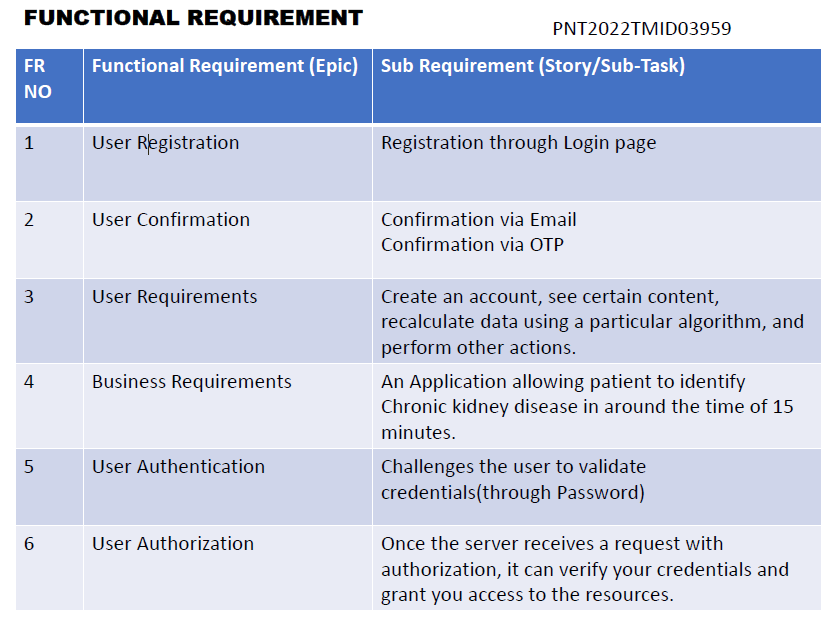 FUNCTIONAL REQUIREMENT
PNT2022TMID03959
FR NO Functional Requirement (Epic) Sub Requirement (Story/Sub-Task)
1 User Registration Registration through Login page
2 User Confirmation Confirmation via Email
Confirmation via OTP
3 User Requirements Create an account, see certain content,
recalculate data using a particular algorithm, and
perform other actions.
4 Business Requirements An Application allowing patient to identify
Chronic kidney disease in around the time of 15
minutes.
5 User Authentication Challenges the user to validate
credentials(through Password)
6 User Authorization Once the server receives a request with
authorization, it can verify your credentials and
grant you access to the resources.